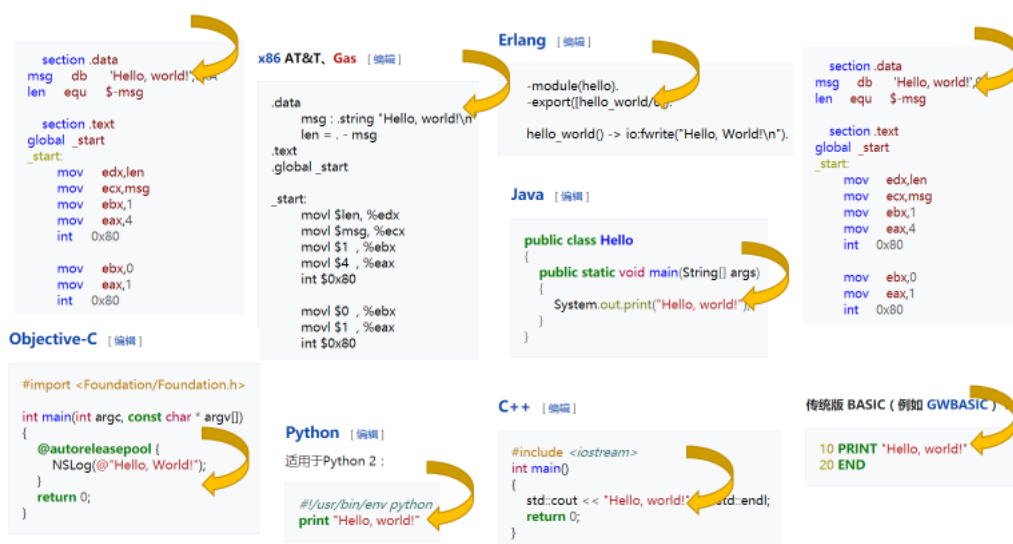 section .data
msg db 'Hello, world!',
len equ $-msg
section .text
global _start
_start:
mov edx,len
mov ecx,msg
mov ebx,1
mov eax,4
int 0x80
mov ebx,0
mov eax,1
int 0x80
Objective-C [编辑]
#import <Foundation/Foundation.h>
int main(int argc, const char * argv[])
{
@autoreleasepool {
NSLog(@"Hello, World!");
}
return 0;
}
x86 AT&T、Gas [编辑]
.data
msg : .string "Hello, world!\n"
len = . - msg
.text
.global _start
_start:
movl $len, %edx
movl $msg, %ecx
movl $1 , %ebx
movl $4 , %eax
int $0x80
movl $0 , %ebx
movl $1 , %eax
int $0x80
Python [编辑]
适用于Python 2：
#!/usr/bin/env python
print "Hello, world!"
Erlang [编辑]
-module(hello).
-export([hello_world/0]).
hello_world() -> io:fwrite("Hello, World!\n").
Java [编辑]
public class Hello
{
public static void main(String[] args)
{
System.out.print("Hello, world!");
}
}
C++ [编辑]
#include <iostream>
int main()
{
std::cout << "Hello, world!" std::endl;
return 0;
}
section .data
msg db 'Hello, world!',
len equ $-msg
section .text
global _start
_start:
mov edx,len
mov ecx,msg
mov ebx,1
mov eax,4
int 0x80
mov ebx,0
mov eax,1
int 0x80
传统版 BASIC（例如 GWBASIC）
10 PRINT "Hello, world!"
20 END